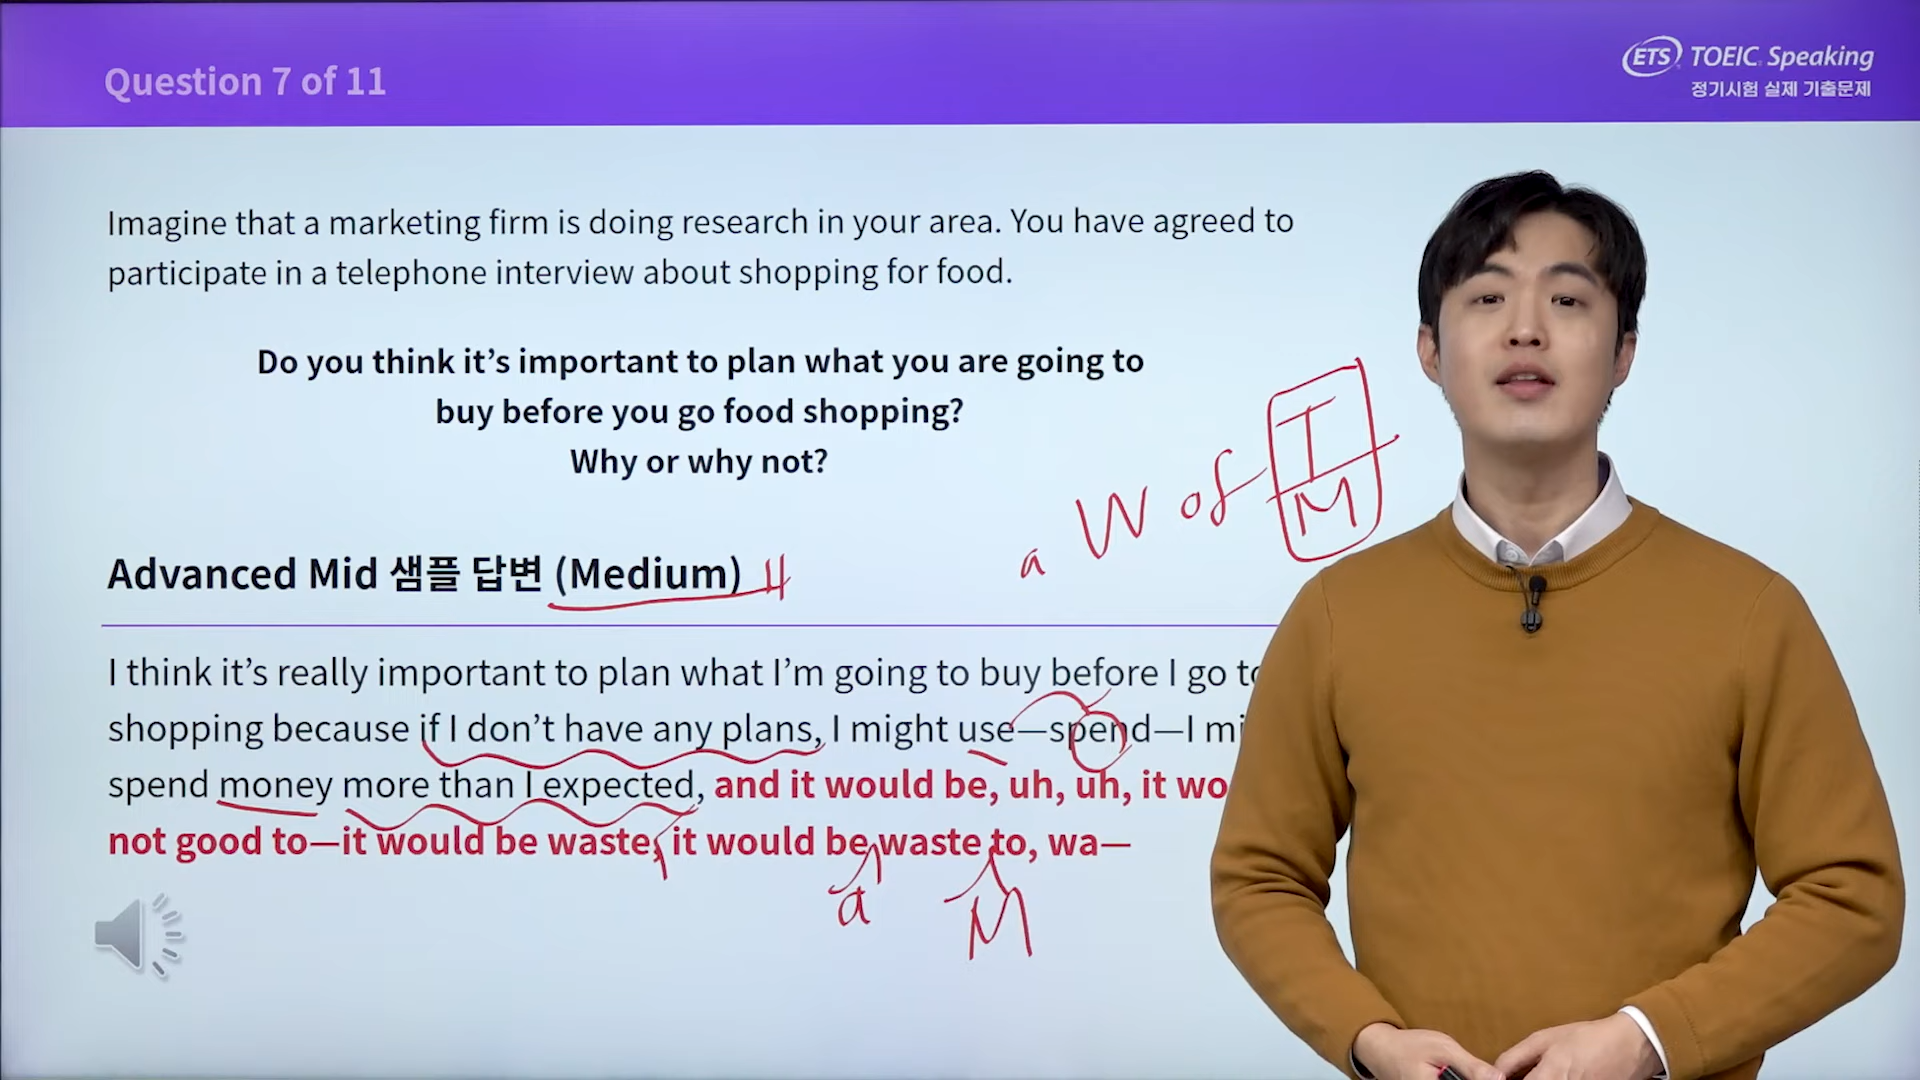 Question 7 of 11
ETS TOEIC Speaking
정기시험 실제 기출문제
Imagine that a marketing firm is doing research in your area. You have agreed to
participate in a telephone interview about shopping for food.
Do you think it's important to plan what you are going to
buy before you go food shopping?
Why or why not?
a W of T
M
Advanced Mid 샘플 답변 (Medium) H
I think it's really important to plan what I'm going to buy before I go
shopping because if I don't have any plans, I might use—spend—I
spend money more than I expected, and it would be, uh, uh, it
not good to—it would be waste, it would be waste to, wa—
a M